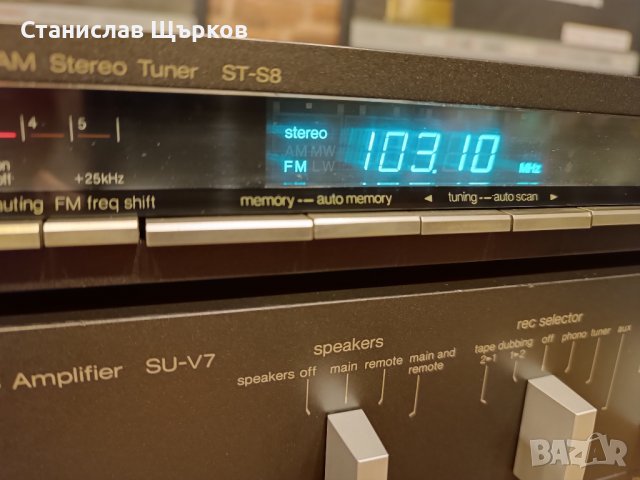 Станислав Щърков
AM Stereo Tuner ST-S8
4 5
stereo
AM MW
FM LW
103.10 MHz
+25kHz
muting FM freq shift
memory auto memory
tuning auto scan
Amplifier SU-V7
speakers
speakers off main remote main and remote
rec selector
tape dubbing 2▸1 1▸2 off phono tuner aux
BAZAR